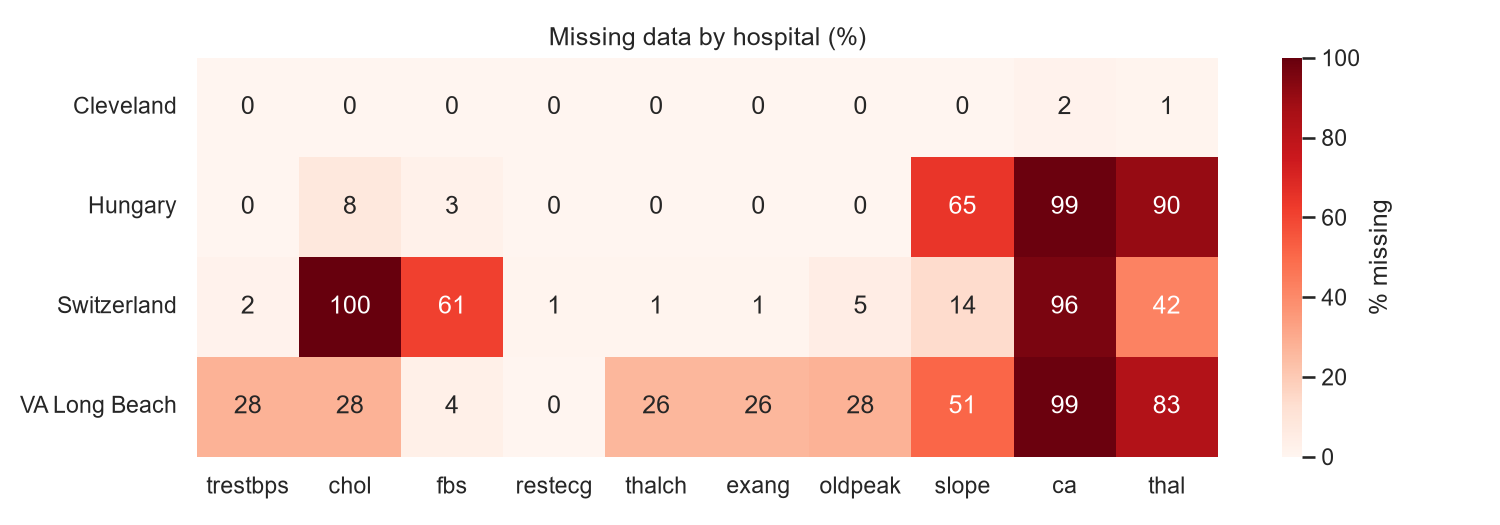 Missing data by hospital (%)
Cleveland 0 0 0 0 0 0 0 0 2 1
Hungary 0 8 3 0 0 0 0 65 99 90
Switzerland 2 100 61 1 1 1 5 14 96 42
VA Long Beach 28 28 4 0 26 26 28 51 99 83
trestbps chol fbs restecg thalch exang oldpeak slope ca thal
100
80
60
40
20
0
% missing